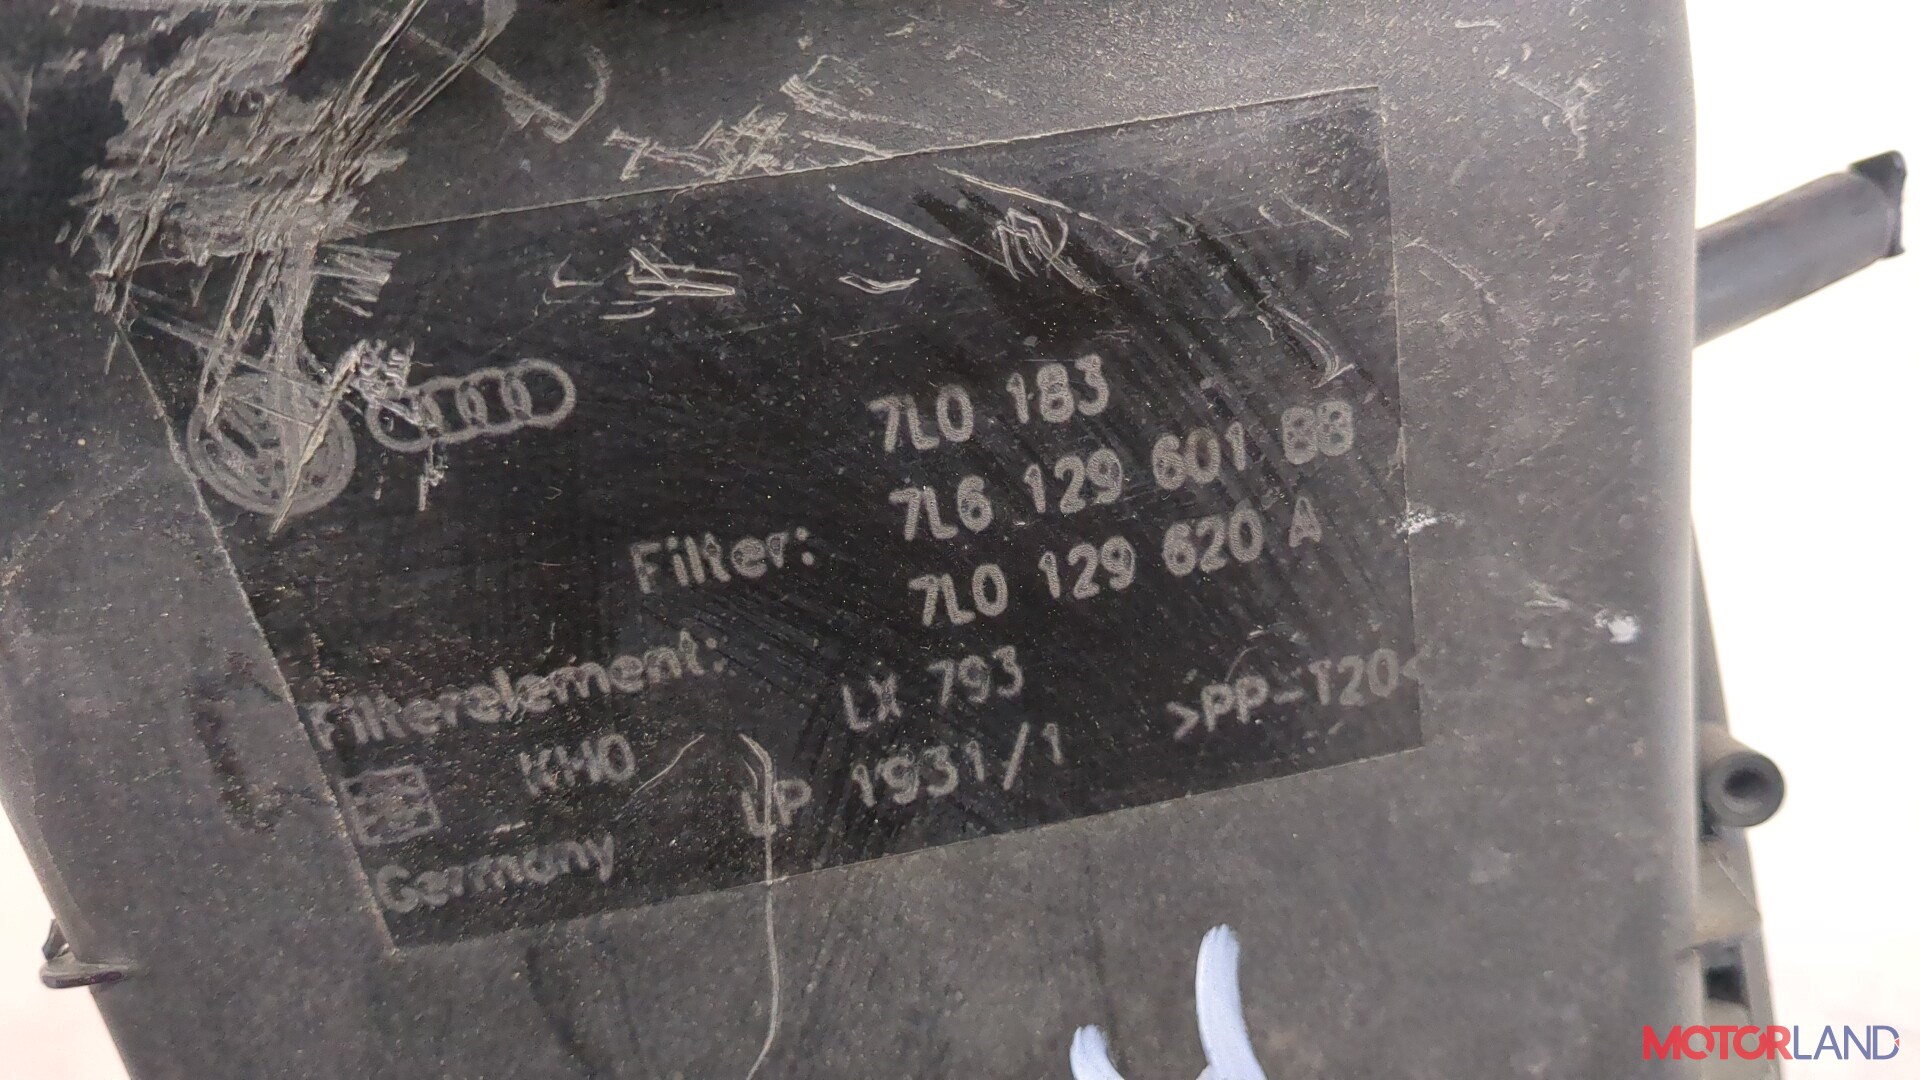 7L0 183
Filter: 7L6 129 601 BB
7L0 129 620 A
Filterelement: LX 793
KHO LP 1931/1 >PP-T20<
Germany
MOTORLAND